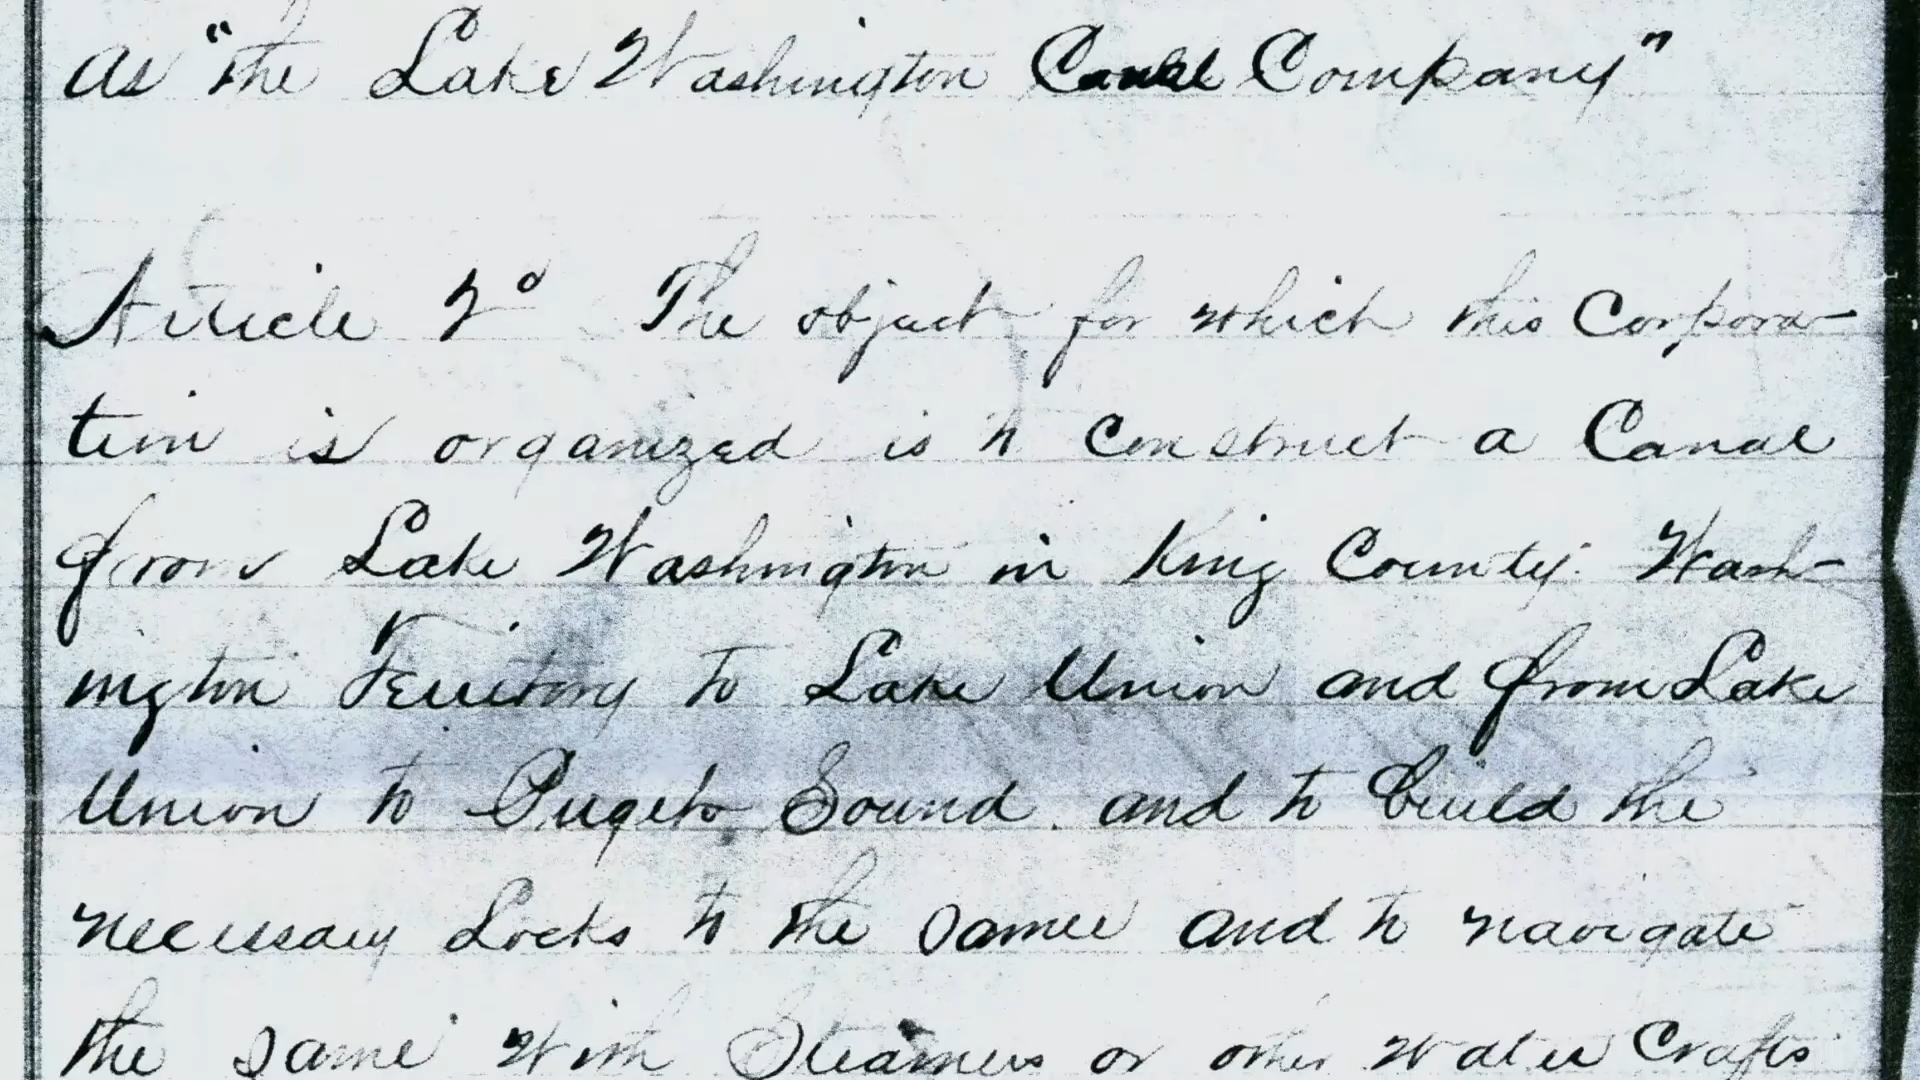 as "the Lake Washington Canal Company"
Article 2d The object for which this Corpora-
tion is organized is to Construct a Canal
from Lake Washington in King County. Wash-
ington Territory to Lake Union and from Lake
Union to Puget Sound. and to build the
necessary Locks to the same and to navigate
the same with Steamers or other Water Crafts